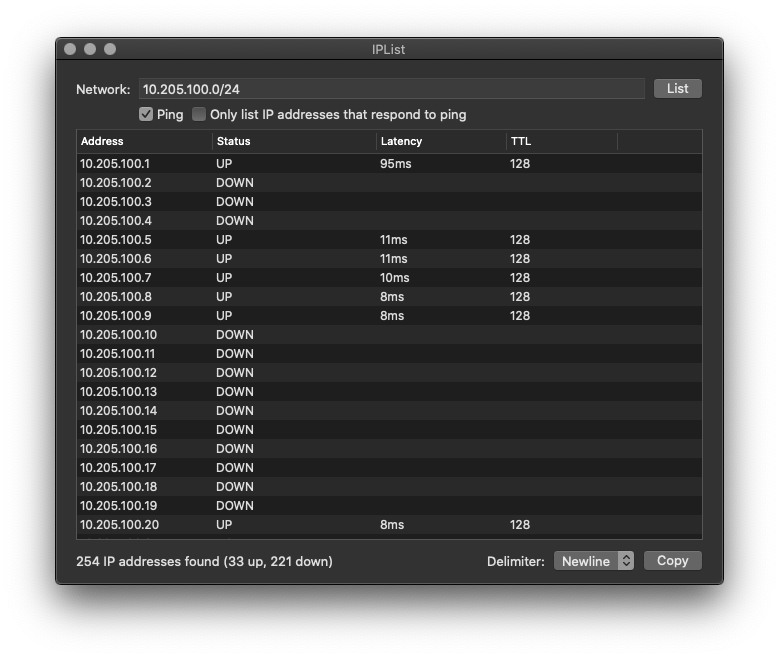 IPList
Network: 10.205.100.0/24 List
Ping Only list IP addresses that respond to ping
Address Status Latency TTL
10.205.100.1 UP 95ms 128
10.205.100.2 DOWN
10.205.100.3 DOWN
10.205.100.4 DOWN
10.205.100.5 UP 11ms 128
10.205.100.6 UP 11ms 128
10.205.100.7 UP 10ms 128
10.205.100.8 UP 8ms 128
10.205.100.9 UP 8ms 128
10.205.100.10 DOWN
10.205.100.11 DOWN
10.205.100.12 DOWN
10.205.100.13 DOWN
10.205.100.14 DOWN
10.205.100.15 DOWN
10.205.100.16 DOWN
10.205.100.17 DOWN
10.205.100.18 DOWN
10.205.100.19 DOWN
10.205.100.20 UP 8ms 128
254 IP addresses found (33 up, 221 down) Delimiter: Newline Copy